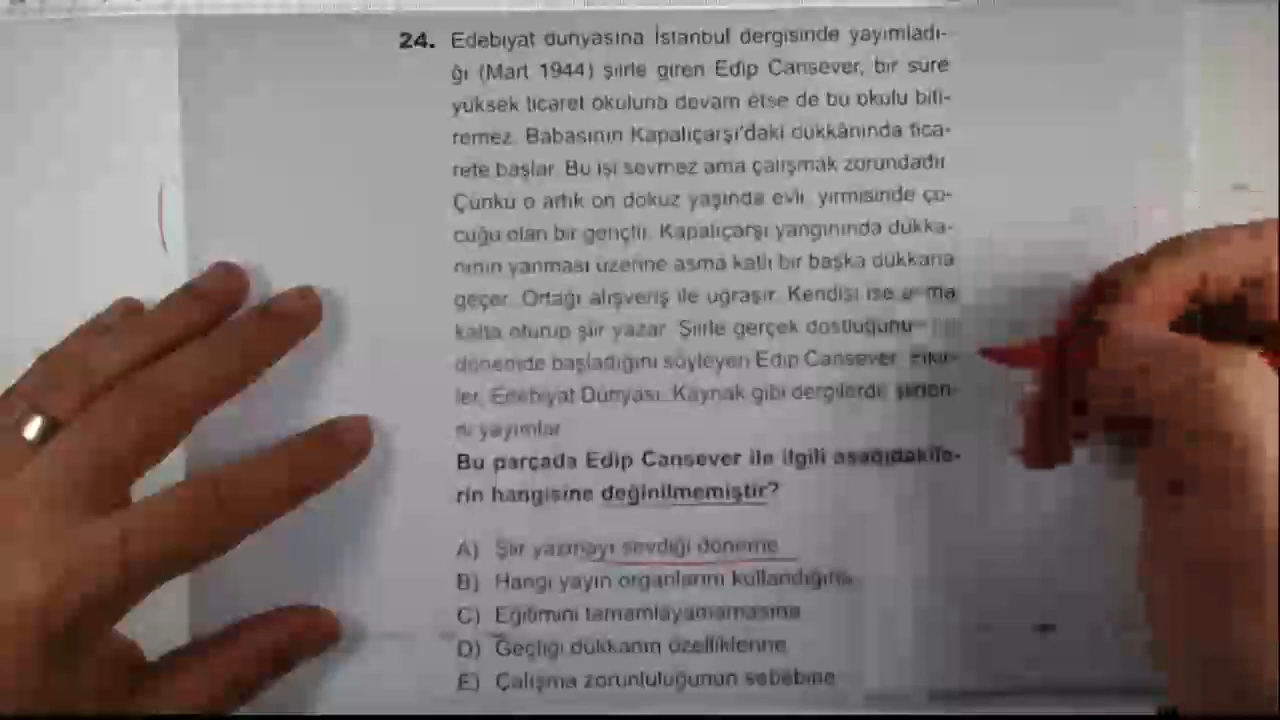 24. Edebiyat dünyasına İstanbul dergisinde yayımladı-
ğı (Mart 1944) şiirle giren Edip Cansever, bir süre
yüksek ticaret okuluna devam etse de bu okulu biti-
remez. Babasının Kapalıçarşı'daki dükkânında tica-
rete başlar. Bu işi sevmez ama çalışmak zorundadır.
Çünkü o artık on dokuz yaşında evli, yirmisinde ço-
cuğu olan bir gençtir. Kapalıçarşı yangınında dükka-
nının yanması üzerine asma katlı bir başka dükkana
geçer. Ortağı alışveriş ile uğraşır. Kendisi ise
katta oturup şiir yazar. Şiirle gerçek dostluğunu
dönemde başladığını söyleyen Edip Cansever,
ler, Edebiyat Dünyası, Kaynak gibi dergilerde
ni yayımlar.
Bu parçada Edip Cansever ile ilgili aşağıdakile-
rin hangisine değinilmemiştir?
A) Şiir yazmayı sevdiği döneme
B) Hangi yayın organlarını kullandığına
C) Eğitimini tamamlayamamasına
D) Geçtiği dükkanın özelliklerine
E) Çalışma zorunluluğunun sebebine